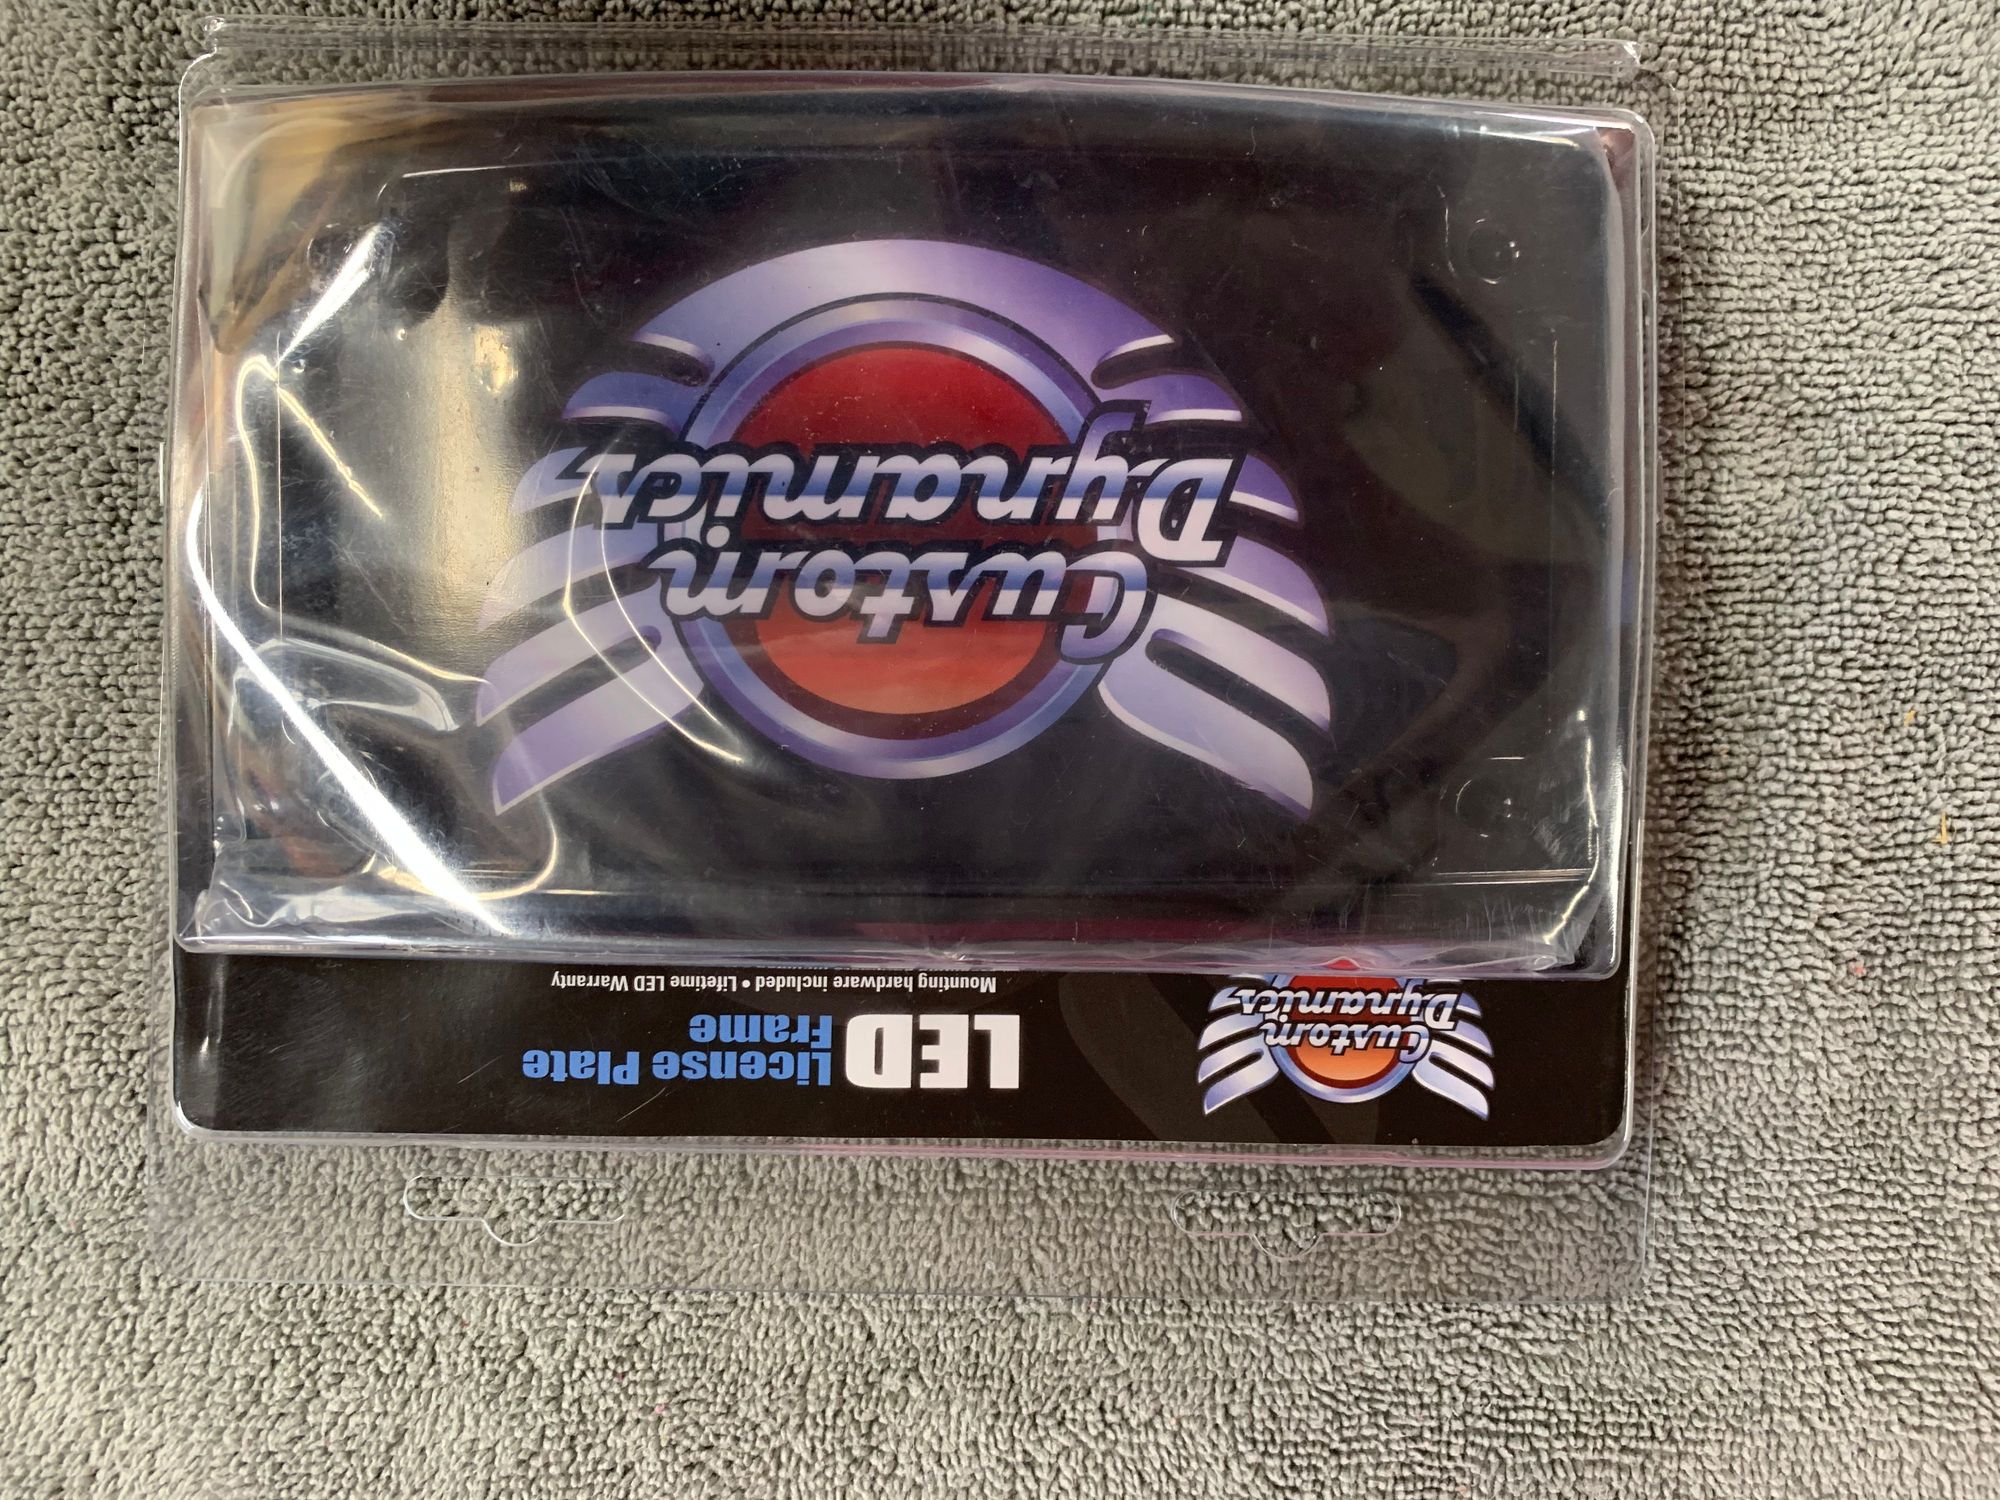 Custom
Dynamics
LED
License Plate
Frame
Mounting hardware included • Lifetime LED Warranty
Custom
Dynamics